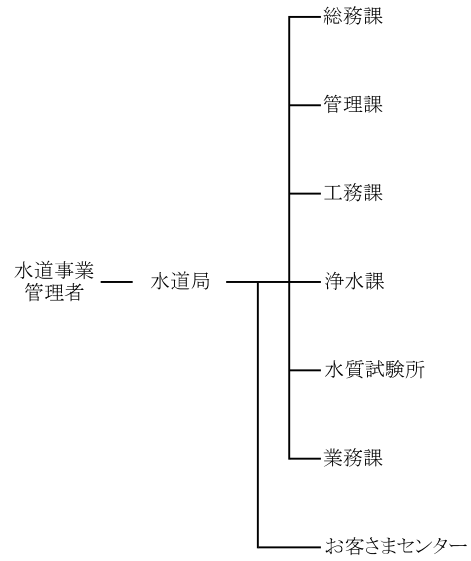 総務課
管理課
工務課
水道事業
管理者
水道局
浄水課
水質試験所
業務課
お客さまセンター